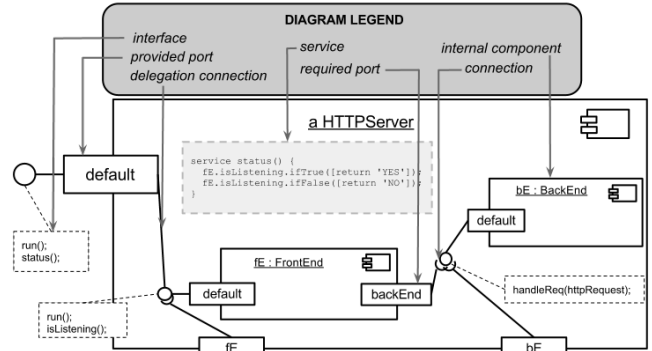 DIAGRAM LEGEND
interface
provided port
delegation connection
service
required port
internal component
connection
a HTTPServer
default
service status() {
fE.isListening.ifTrue([return 'YES']);
fE.isListening.ifFalse([return 'NO']);
}
bE : BackEnd
default
run();
status();
fE : FrontEnd
default
backEnd
handleReq(httpRequest);
run();
isListening();
fE
bE